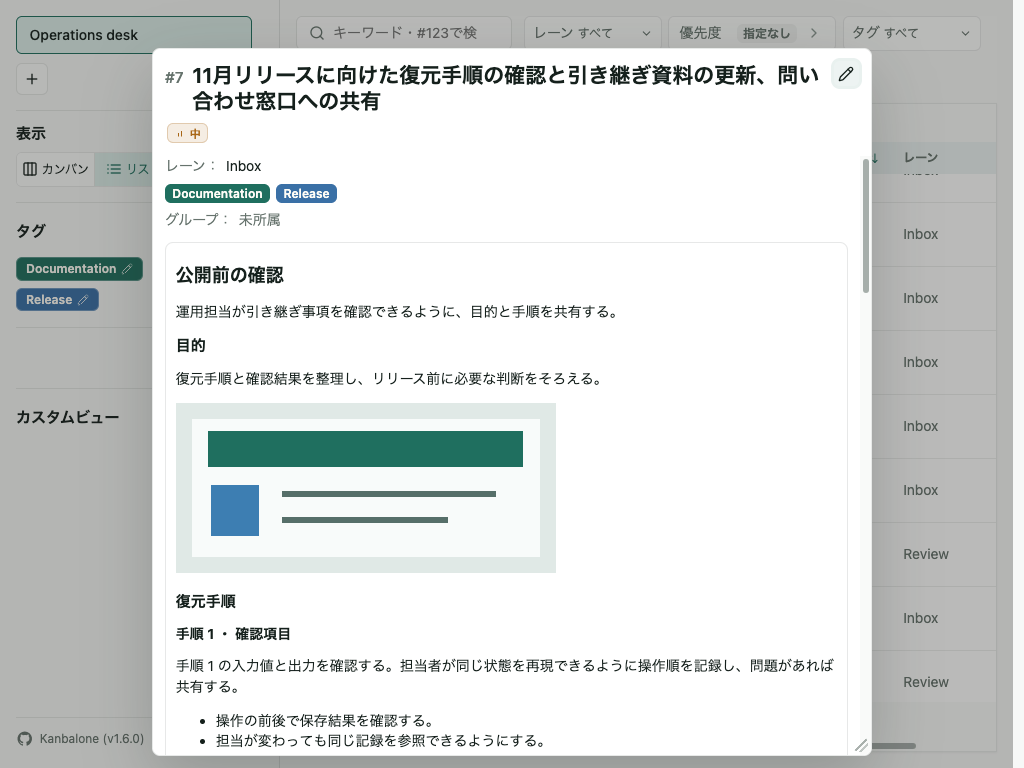 Operations desk
+
表示
カンバン
リス
タグ
Documentation
Release
カスタムビュー
Kanbalone (v1.6.0)
キーワード・#123で検
レーン すべて
優先度 指定なし
タグ すべて
#7 11月リリースに向けた復元手順の確認と引き継ぎ資料の更新、問い
合わせ窓口への共有
中
レーン： Inbox
Documentation Release
グループ： 未所属
公開前の確認
運用担当が引き継ぎ事項を確認できるように、目的と手順を共有する。
目的
復元手順と確認結果を整理し、リリース前に必要な判断をそろえる。
復元手順
手順 1 ・ 確認項目
手順 1 の入力値と出力を確認する。担当者が同じ状態を再現できるように操作順を記録し、問題があれば
共有する。
• 操作の前後で保存結果を確認する。
• 担当が変わっても同じ記録を参照できるようにする。
↓ レーン
Inbox
Inbox
Inbox
Inbox
Inbox
Review
Inbox
Review